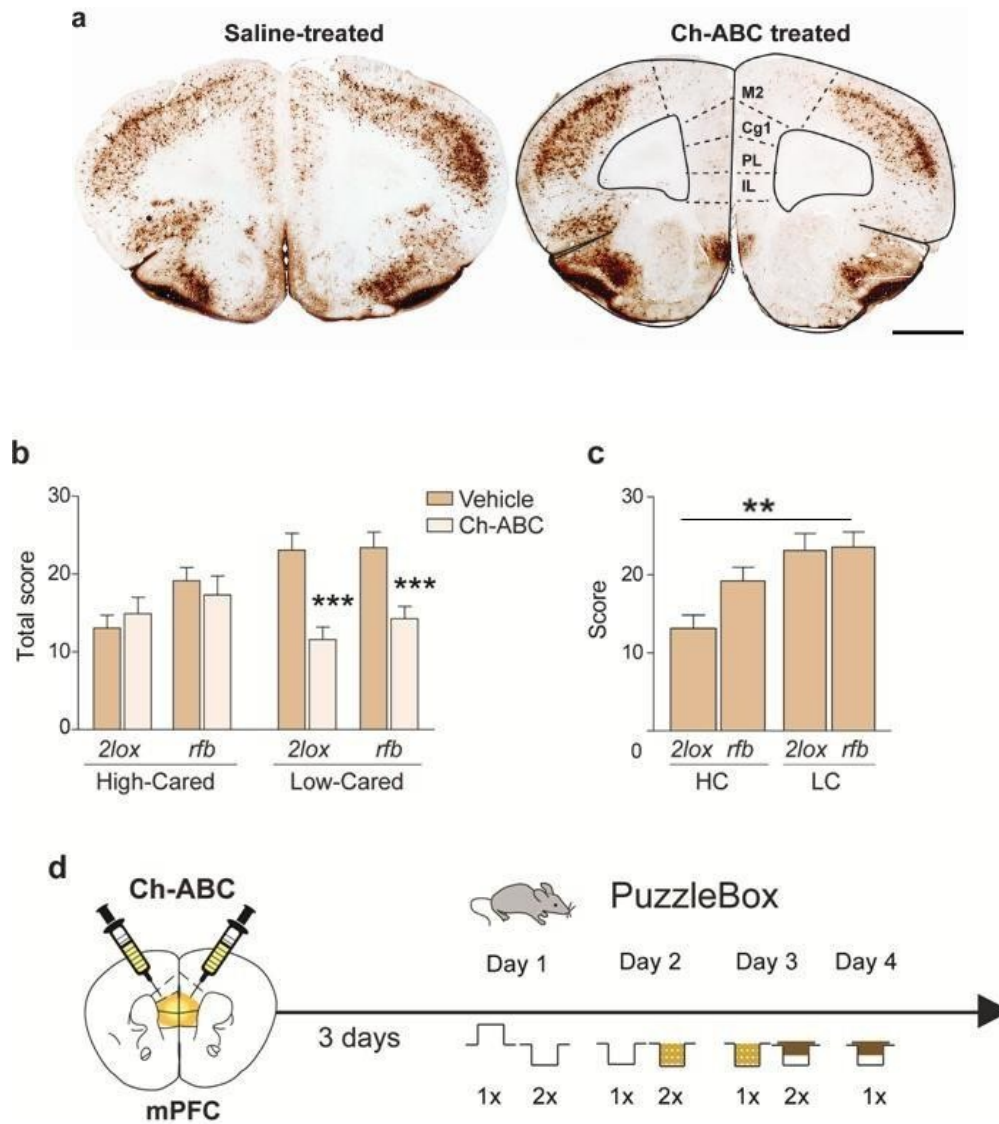 a
Saline-treated
Ch-ABC treated
M2
Cg1
PL
IL
b
30
20
10
0
Total score
Vehicle
Ch-ABC
***
***
2lox rfb 2lox rfb
High-Cared Low-Cared
c
30
20
10
0
Score
**
2lox rfb 2lox rfb
HC LC
d
Ch-ABC
mPFC
3 days
PuzzleBox
Day 1 Day 2 Day 3 Day 4
1x 2x 1x 2x 1x 2x 1x